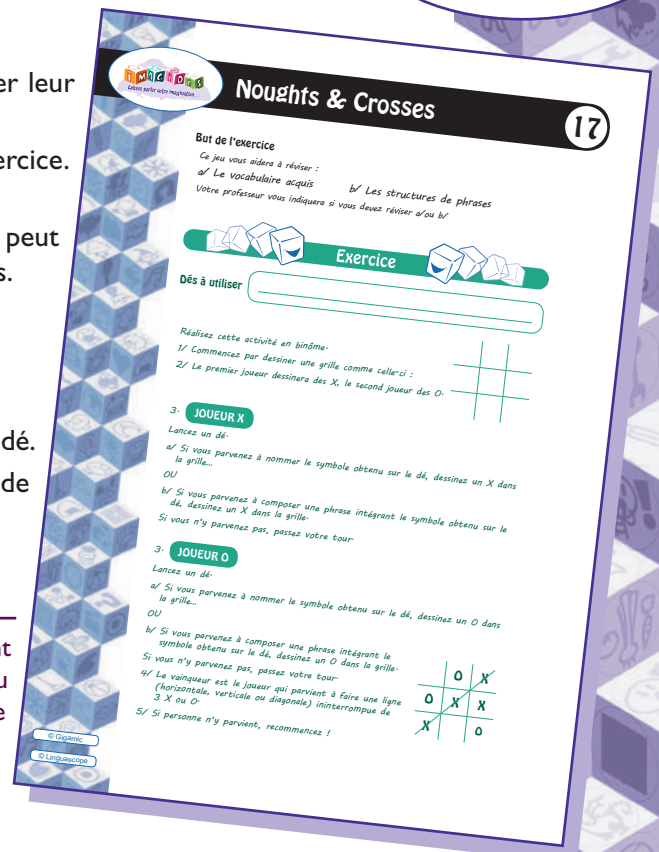 er leur
ercice.
peut
s.
dé.
de
nt
u
e
iMAGiDéS
Laissez parler votre imagination...
Noughts & Crosses
17
But de l'exercice
Ce jeu vous aidera à réviser :
a/ Le vocabulaire acquis b/ Les structures de phrases
Votre professeur vous indiquera si vous devez réviser a/ou b/
Exercice
Dés à utiliser
Réalisez cette activité en binôme.
1/ Commencez par dessiner une grille comme celle-ci :
2/ Le premier joueur dessinera des X, le second joueur des O.
3. JOUEUR X
Lancez un dé.
a/ Si vous parvenez à nommer le symbole obtenu sur le dé, dessinez un X dans
la grille...
OU
b/ Si vous parvenez à composer une phrase intégrant le symbole obtenu sur le
dé, dessinez un X dans la grille.
Si vous n'y parvenez pas, passez votre tour.
3. JOUEUR O
Lancez un dé.
a/ Si vous parvenez à nommer le symbole obtenu sur le dé, dessinez un O dans
la grille...
OU
b/ Si vous parvenez à composer une phrase intégrant le
symbole obtenu sur le dé, dessinez un O dans la grille.
Si vous n'y parvenez pas, passez votre tour.
4/ Le vainqueur est le joueur qui parvient à faire une ligne
(horizontale, verticale ou diagonale) ininterrompue de
3 X ou O.
5/ Si personne n'y parvient, recommencez !
O X
O X X
X O
© Gigamic
© Linguascope